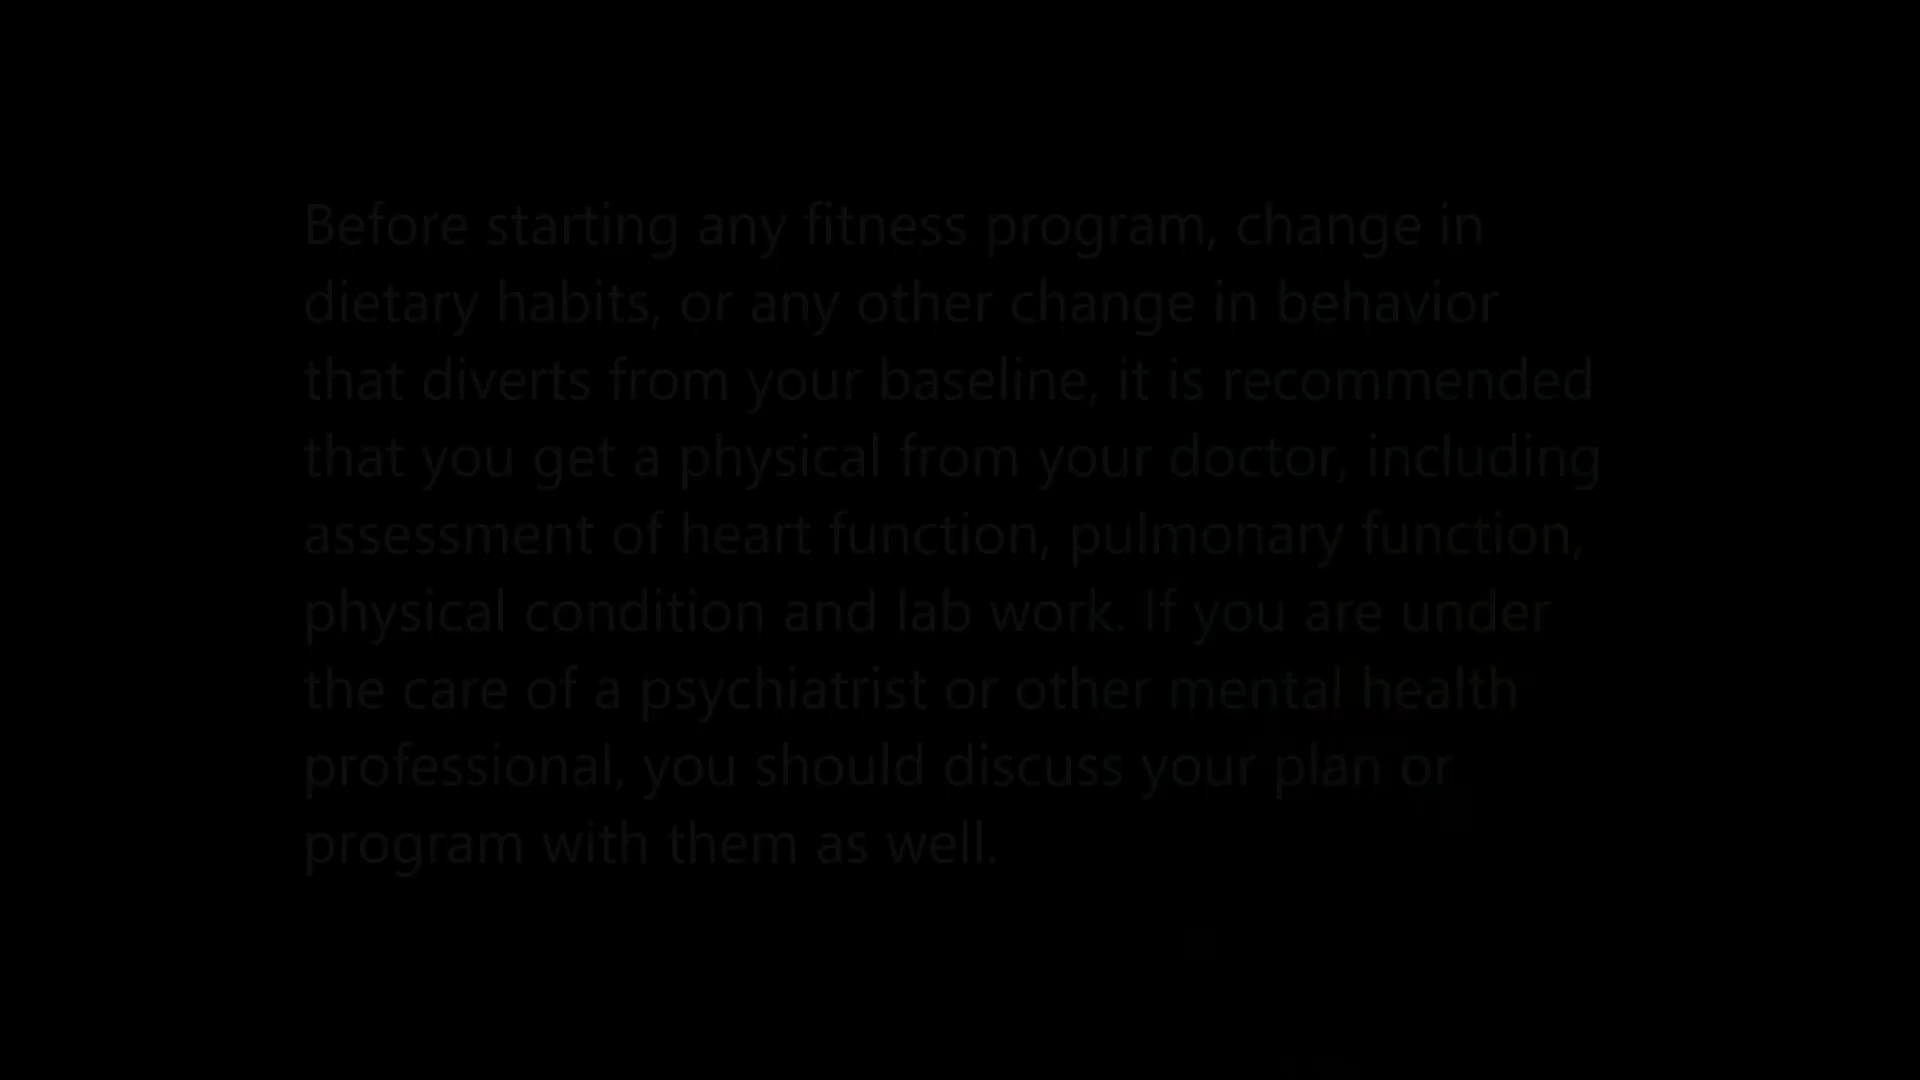 Before starting any fitness program, change in
dietary habits, or any other change in behavior
that diverts from your baseline, it is recommended
that you get a physical from your doctor, including
assessment of heart function, pulmonary function,
physical condition and lab work. If you are under
the care of a psychiatrist or other mental health
professional, you should discuss your plan or
program with them as well.